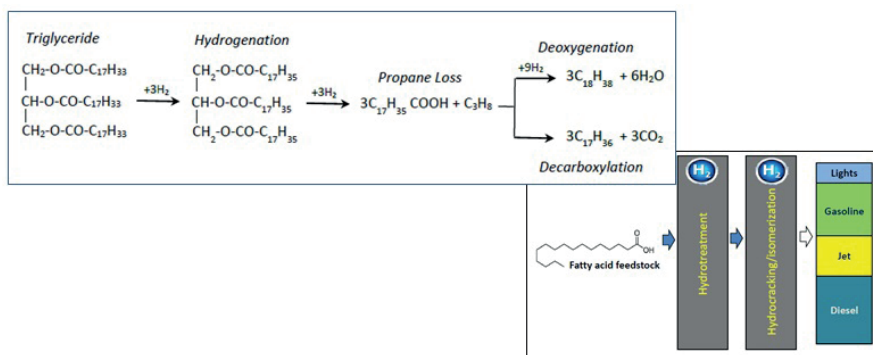 Triglyceride
Hydrogenation
Propane Loss
Deoxygenation
CH₂-O-CO-C₁₇H₃₃
CH-O-CO-C₁₇H₃₃
CH₂-O-CO-C₁₇H₃₃
+3H₂
CH₂-O-CO-C₁₇H₃₅
CH-O-CO-C₁₇H₃₅
CH₂-O-CO-C₁₇H₃₅
+3H₂
3C₁₇H₃₅ COOH + C₃H₈
+9H₂
3C₁₈H₃₈ + 6H₂O
3C₁₇H₃₆ + 3CO₂
Decarboxylation
O
OH
Fatty acid feedstock
H₂
Hydrotreatment
H₂
Hydrocracking/isomerization
Lights
Gasoline
Jet
Diesel